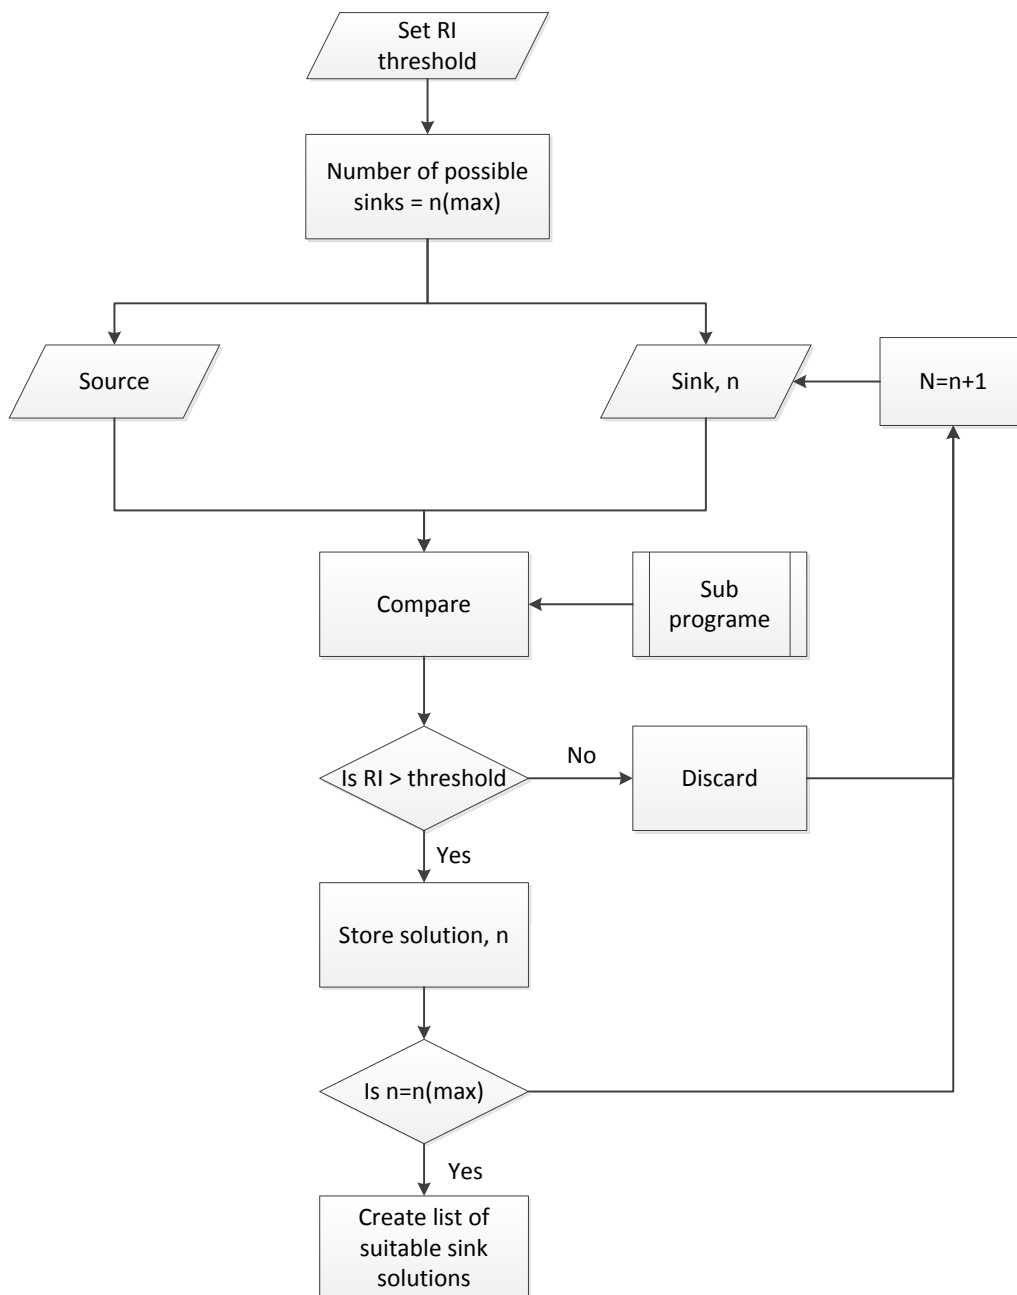 Set RI
threshold
Number of possible
sinks = n(max)
Source
Sink, n
N=n+1
Compare
Sub
programe
Is RI > threshold
No
Discard
Yes
Store solution, n
Is n=n(max)
Yes
Create list of
suitable sink
solutions